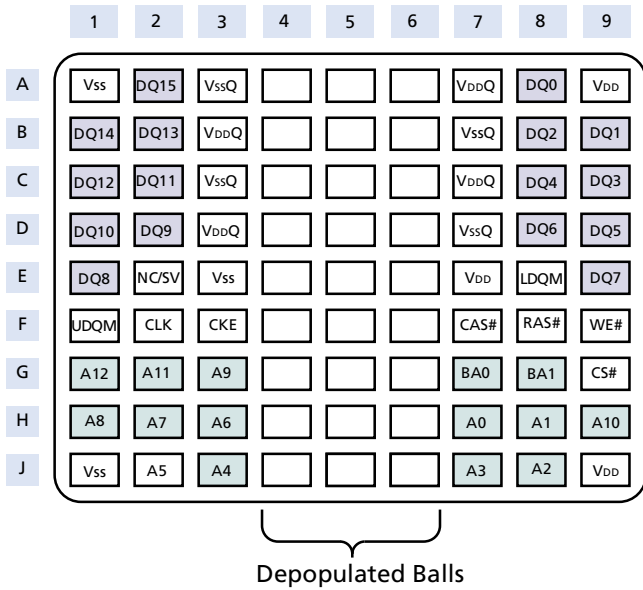 1 2 3 4 5 6 7 8 9
A Vss DQ15 VssQ VDDQ DQ0 VDD
B DQ14 DQ13 VDDQ VssQ DQ2 DQ1
C DQ12 DQ11 VssQ VDDQ DQ4 DQ3
D DQ10 DQ9 VDDQ VssQ DQ6 DQ5
E DQ8 NC/SV Vss VDD LDQM DQ7
F UDQM CLK CKE CAS# RAS# WE#
G A12 A11 A9 BA0 BA1 CS#
H A8 A7 A6 A0 A1 A10
J Vss A5 A4 A3 A2 VDD
Depopulated Balls